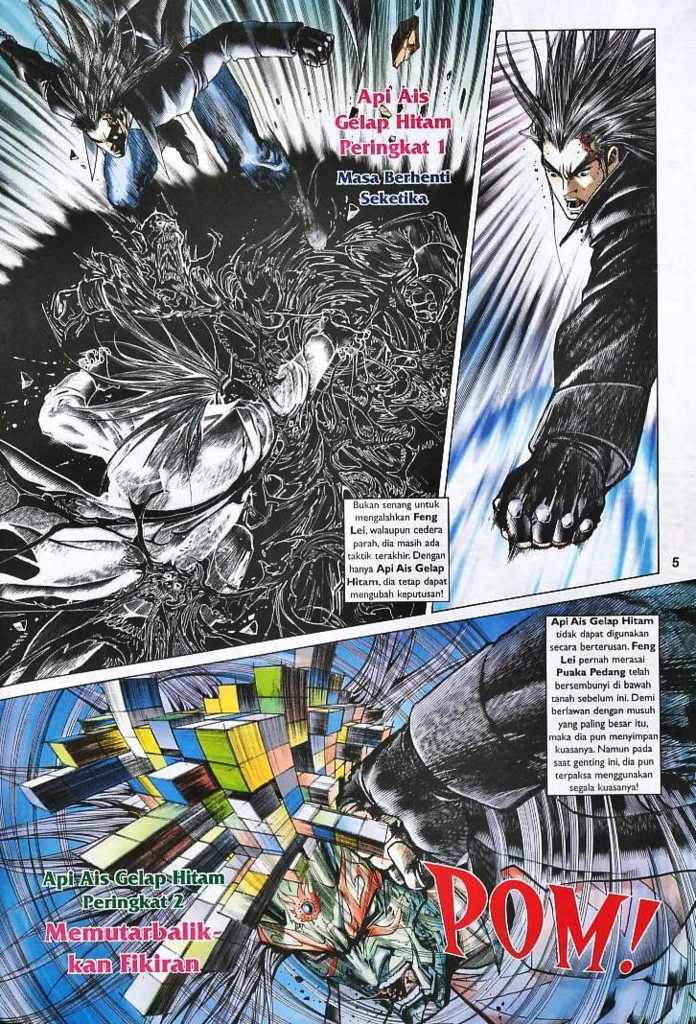 Api Ais
Gelap Hitam
Peringkat 1
Masa Berhenti
Seketika
Bukan senang untuk
mengalahkan Feng
Lei, walaupun cedera
parah, dia masih ada
taktik terakhir. Dengan
hanya Api Ais Gelap
Hitam, dia tetap dapat
mengubah keputusan!
5
Api Ais Gelap Hitam
tidak dapat digunakan
secara berterusan. Feng
Lei pernah merasai
Puaka Pedang telah
bersembunyi di bawah
tanah sebelum ini. Demi
berlawan dengan musuh
yang paling besar itu,
maka dia pun menyimpan
kuasanya. Namun pada
saat genting ini, dia pun
terpaksa menggunakan
segala kuasanya!
Api Ais Gelap Hitam
Peringkat 2
Memutarbalik-
kan Fikiran
POM!